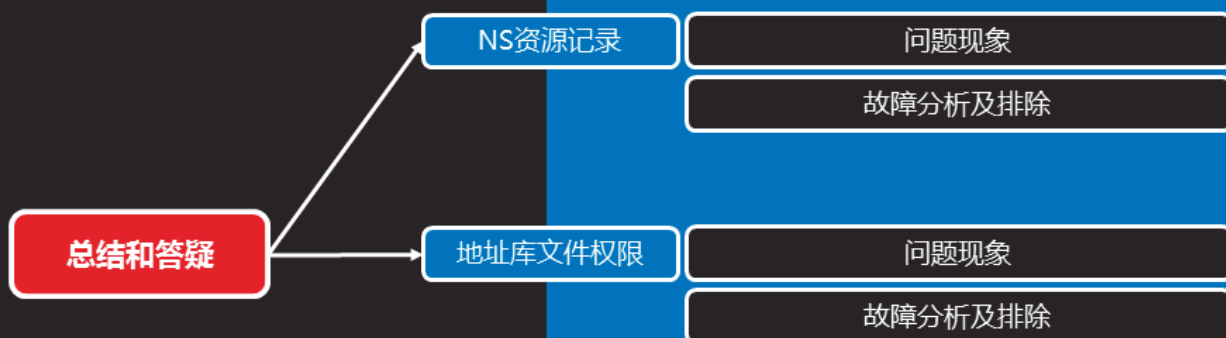 NS资源记录
问题现象
故障分析及排除
总结和答疑
地址库文件权限
问题现象
故障分析及排除